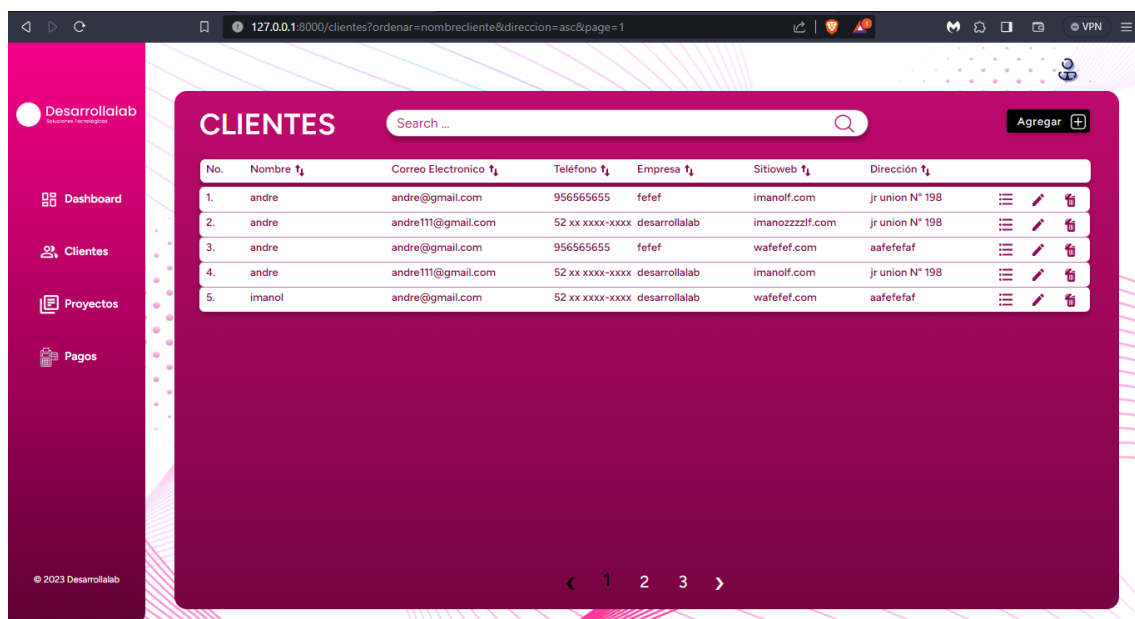 127.0.0.1:8000/clientes?ordenar=nombrecliente&direccion=asc&page=1
VPN
Desarrollalab
Soluciones Tecnológicas
Dashboard
Clientes
Proyectos
Pagos
© 2023 Desarrollalab
CLIENTES
Search ...
Agregar
No. Nombre Correo Electronico Teléfono Empresa Sitioweb Dirección
1. andre andre@gmail.com 956565655 fefef imanolf.com jr union N° 198
2. andre andre111@gmail.com 52 xx xxxx-xxxx desarrollalab imanozzzzlf.com jr union N° 198
3. andre andre@gmail.com 956565655 fefef wafefef.com aafefefaf
4. andre andre111@gmail.com 52 xx xxxx-xxxx desarrollalab imanolf.com jr union N° 198
5. imanol andre@gmail.com 52 xx xxxx-xxxx desarrollalab wafefef.com aafefefaf
‹ 1 2 3 ›